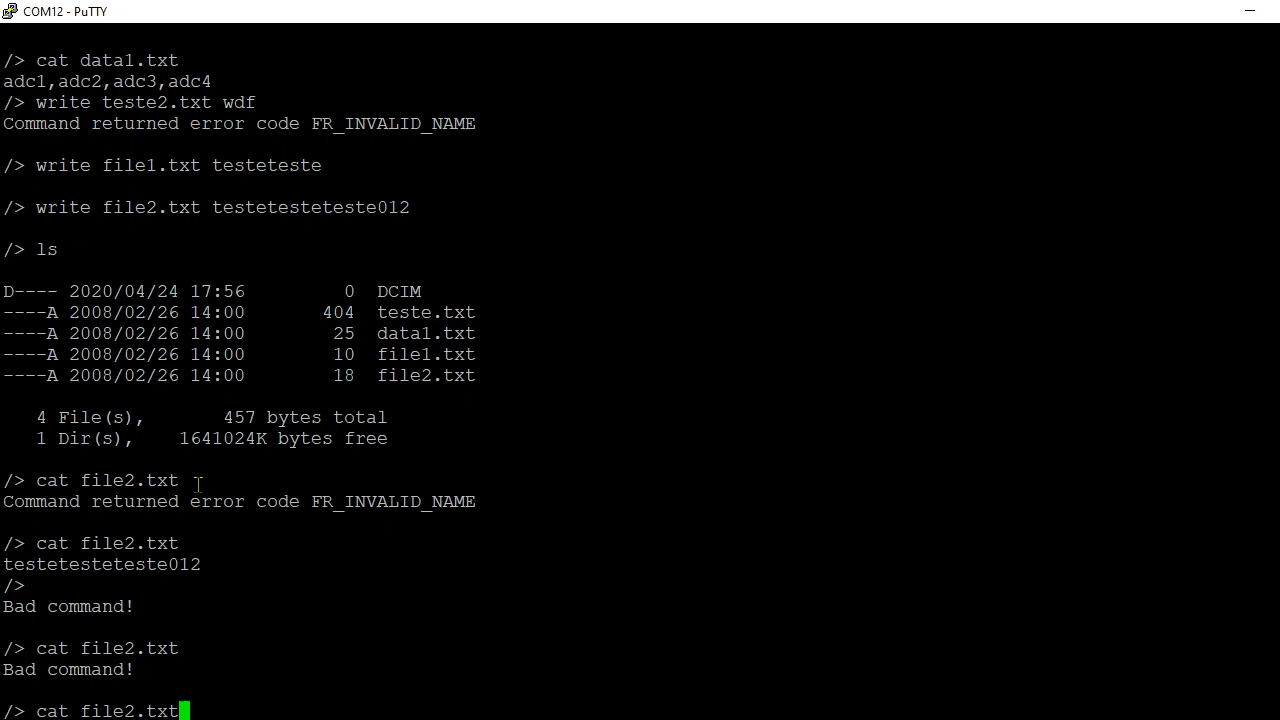 COM12 - PuTTY
/> cat data1.txt
adc1,adc2,adc3,adc4
/> write teste2.txt wdf
Command returned error code FR_INVALID_NAME
/> write file1.txt testeteste
/> write file2.txt testetesteteste012
/> ls
D---- 2020/04/24 17:56 0 DCIM
----A 2008/02/26 14:00 404 teste.txt
----A 2008/02/26 14:00 25 data1.txt
----A 2008/02/26 14:00 10 file1.txt
----A 2008/02/26 14:00 18 file2.txt
4 File(s), 457 bytes total
1 Dir(s), 1641024K bytes free
/> cat file2.txt
Command returned error code FR_INVALID_NAME
/> cat file2.txt
testetesteteste012
/>
Bad command!
/> cat file2.txt
Bad command!
/> cat file2.txt